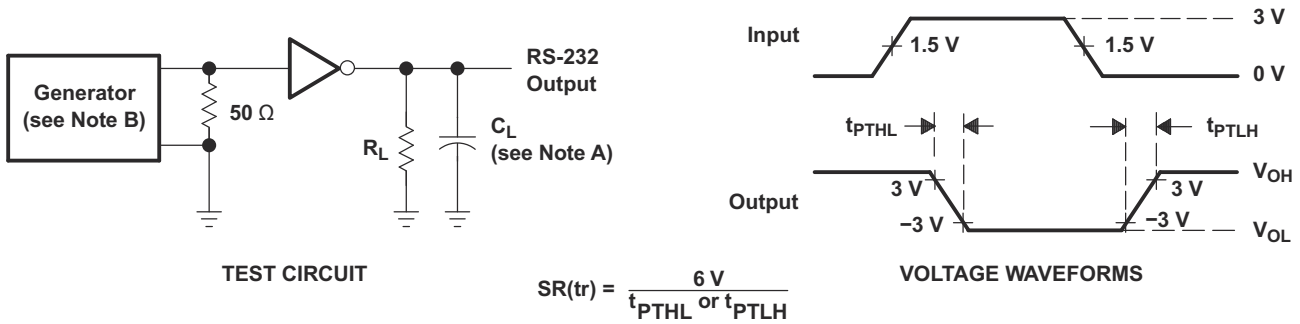 Generator
(see Note B)
50 Ω
RS-232
Output
R_L
C_L
(see Note A)
TEST CIRCUIT
Input
3 V
1.5 V
1.5 V
0 V
t_PTHL
t_PTLH
Output
V_OH
3 V
3 V
−3 V
−3 V
V_OL
VOLTAGE WAVEFORMS
SR(tr) = 6 V / t_PTHL or t_PTLH